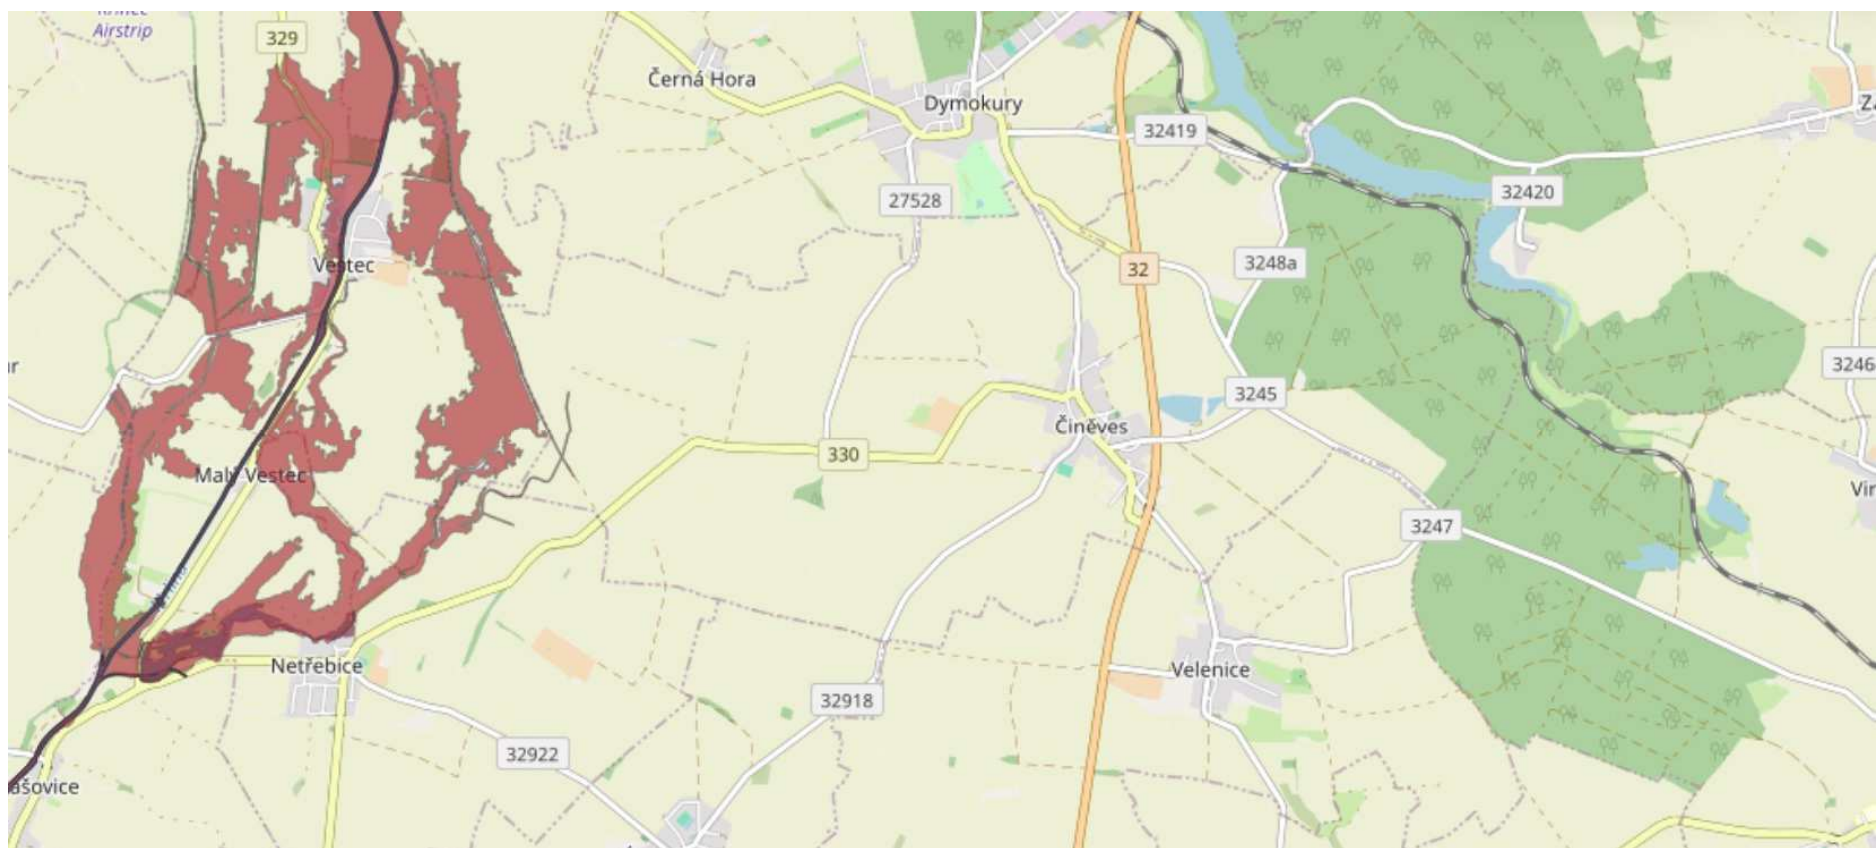 Airstrip
329
Černá Hora
Dymokury
32419
27528
32420
Vestec
3248a
32
3245
Činěves
330
Malý Vestec
3247
Netřebice
Velenice
32918
32922